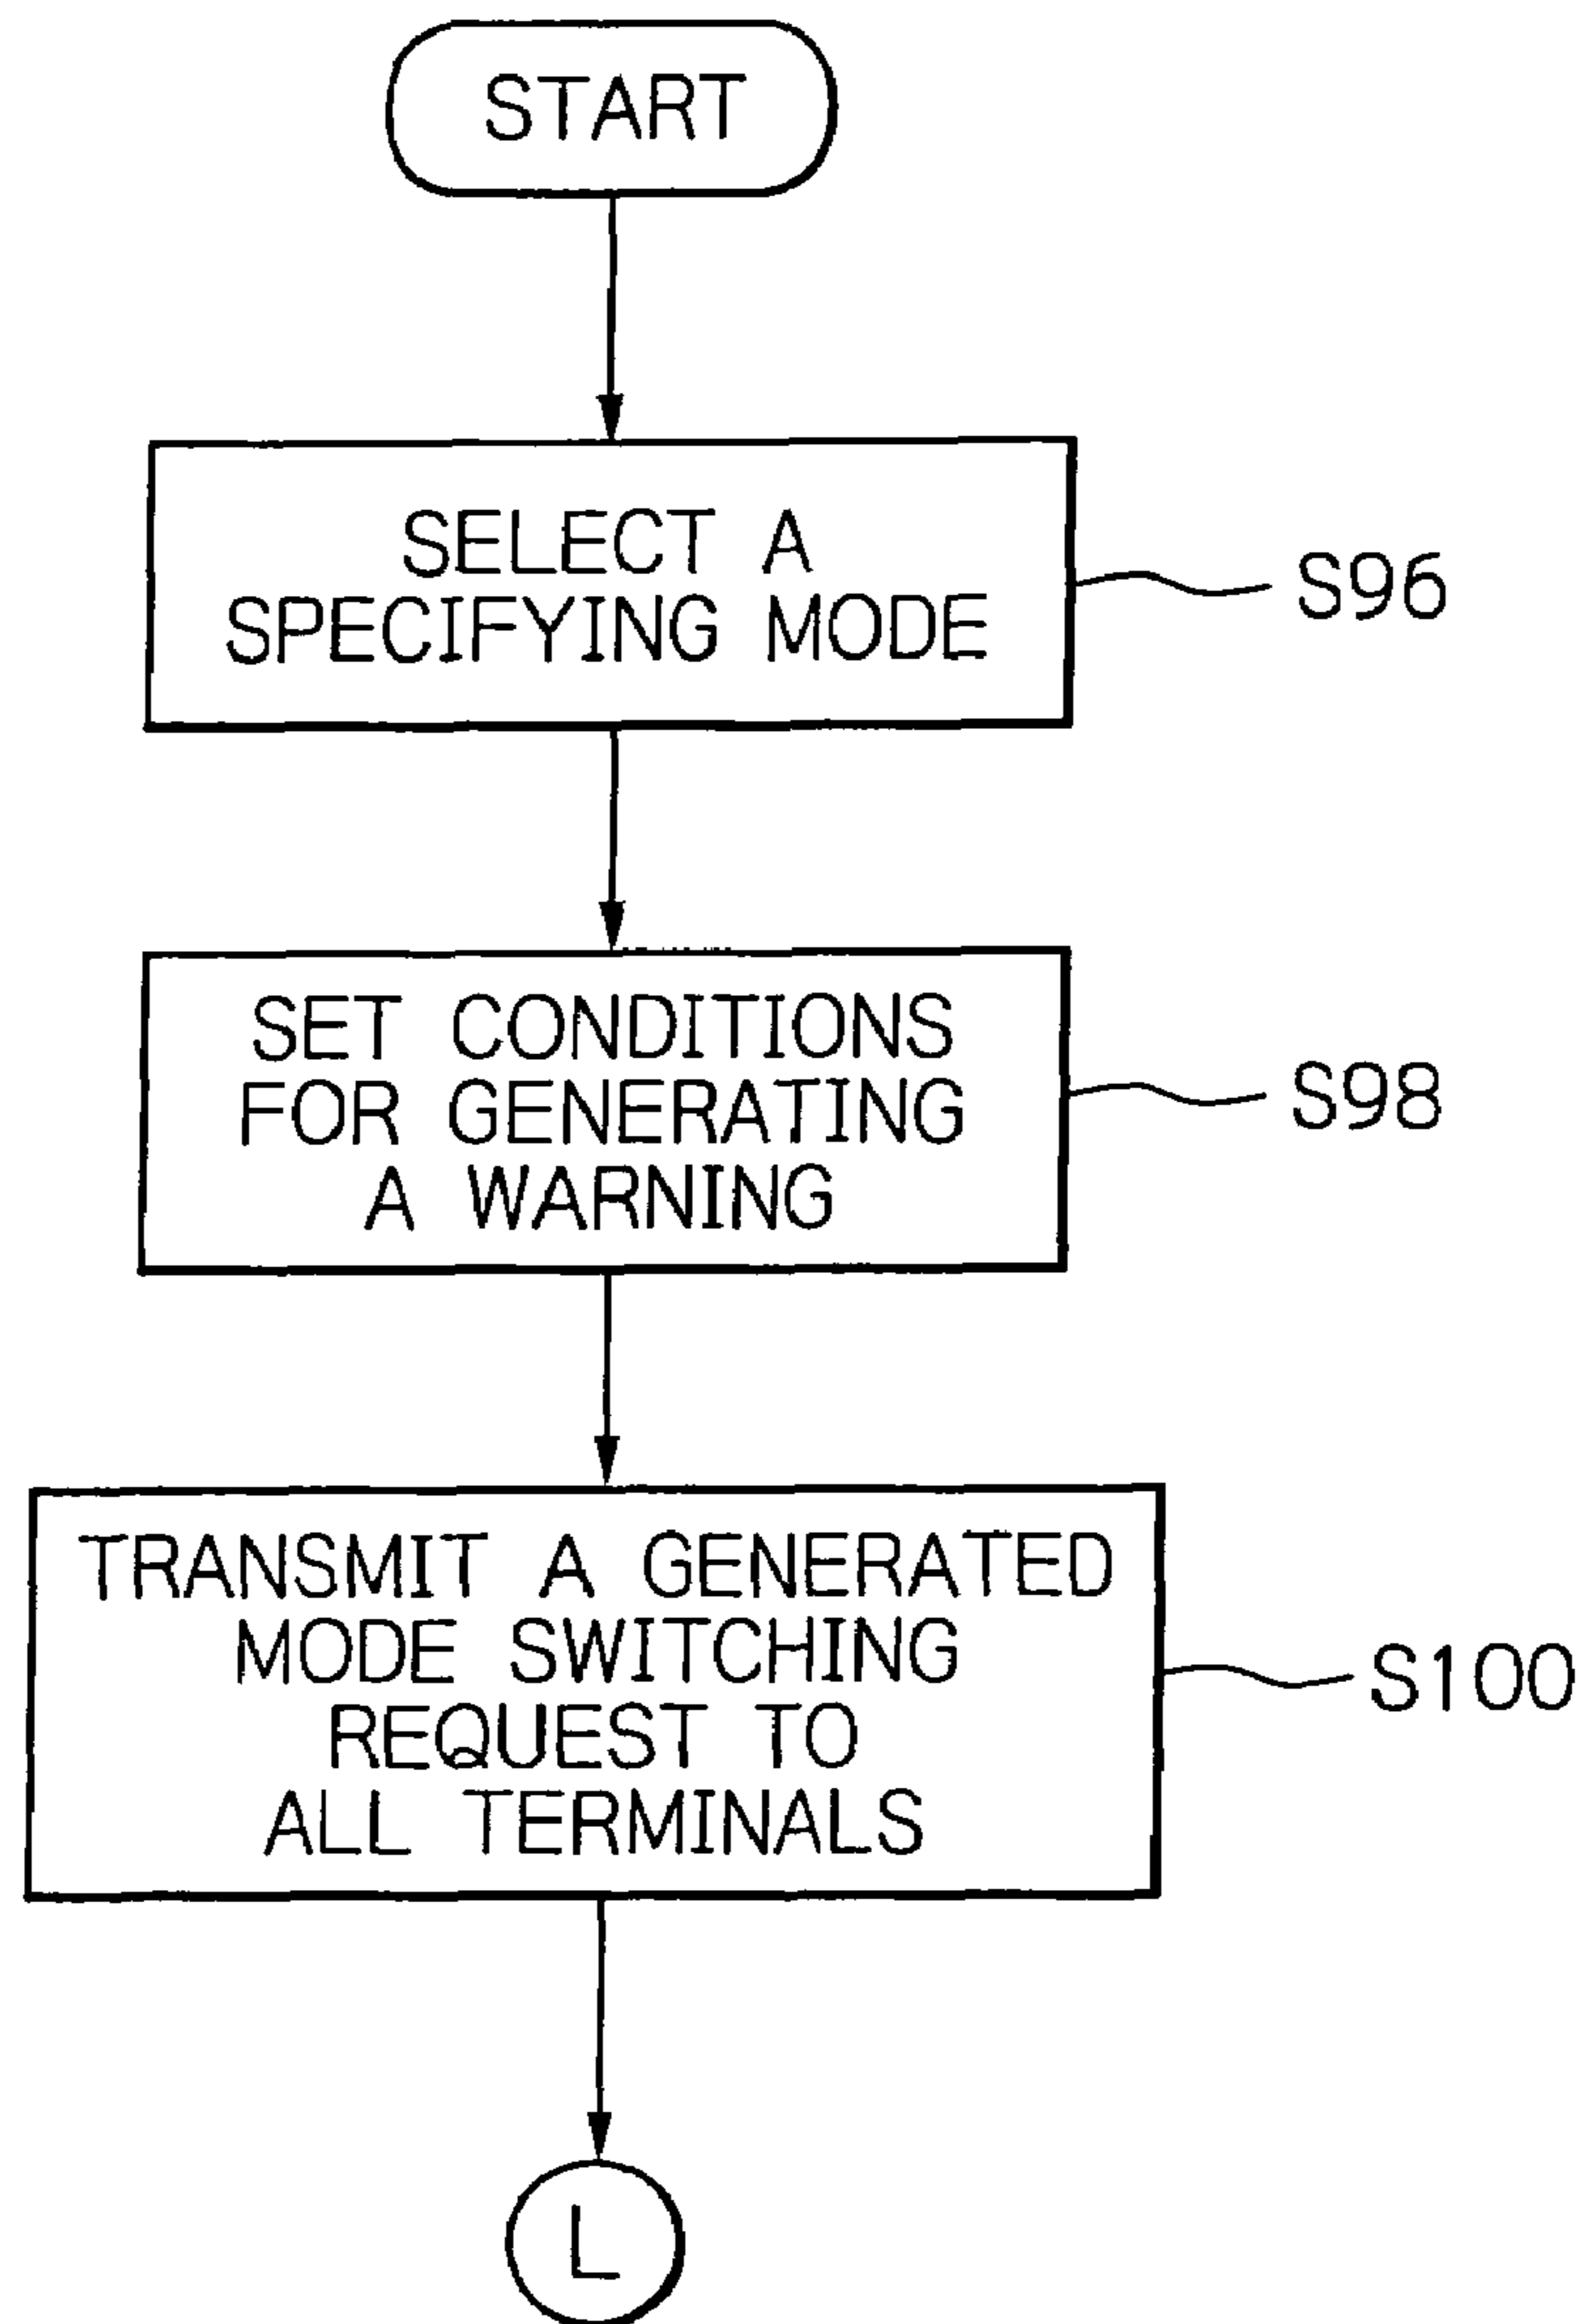 START
SELECT A
SPECIFYING MODE
S96
SET CONDITIONS
FOR GENERATING
A WARNING
S98
TRANSMIT A GENERATED
MODE SWITCHING
REQUEST TO
ALL TERMINALS
S100
L